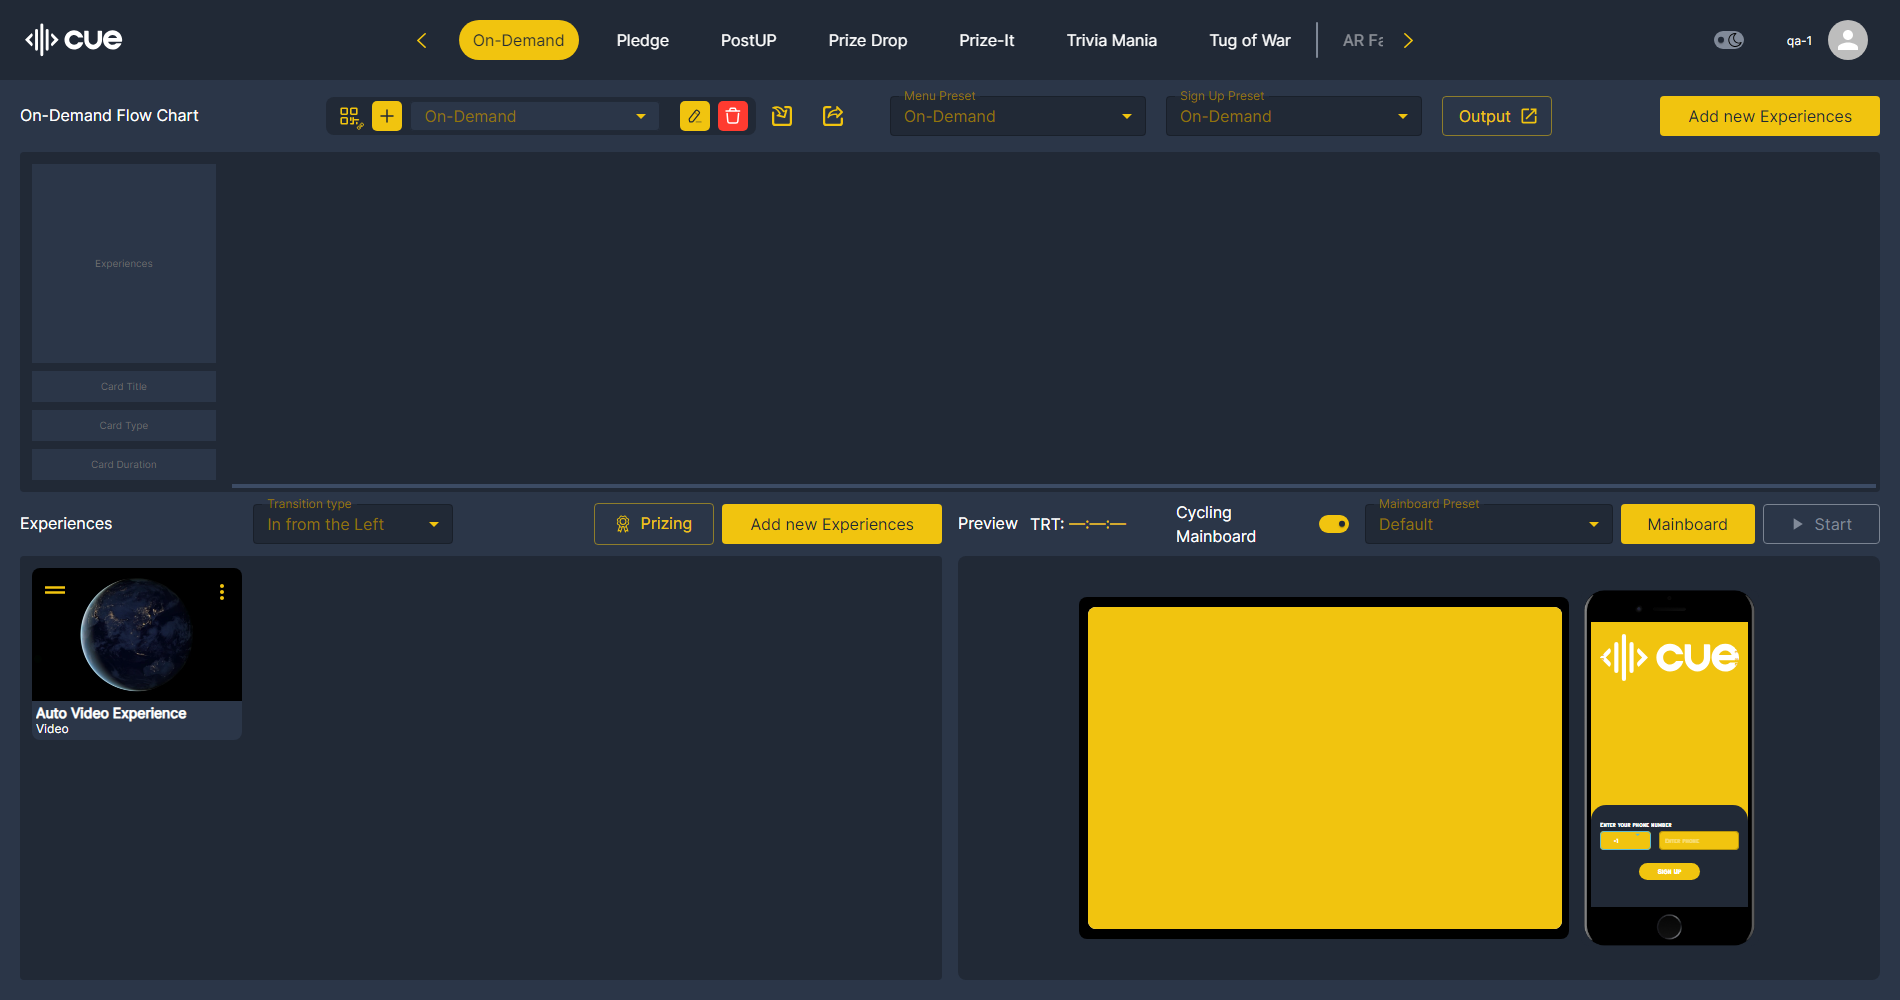 cue
On-Demand
Pledge
PostUP
Prize Drop
Prize-It
Trivia Mania
Tug of War
AR Fa
qa-1
On-Demand Flow Chart
On-Demand
Menu Preset
On-Demand
Sign Up Preset
On-Demand
Output
Add new Experiences
Experiences
Card Title
Card Type
Card Duration
Experiences
Transition type
In from the Left
Prizing
Add new Experiences
Preview
TRT: —:—:—
Cycling
Mainboard
Mainboard Preset
Default
Mainboard
Start
Auto Video Experience
Video
cue
Enter your phone number
+1
Enter phone
Sign up